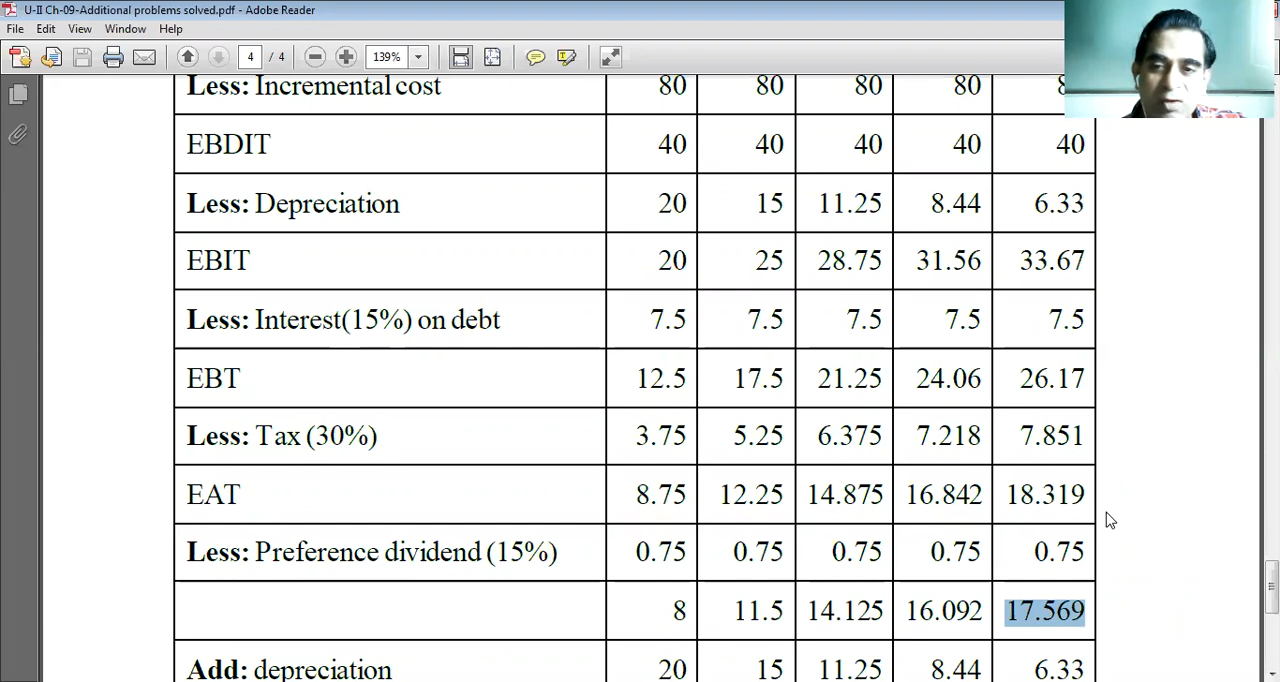 U-II Ch-09-Additional problems solved.pdf - Adobe Reader
File Edit View Window Help
4 / 4 139%
Less: Incremental cost 80 80 80 80
EBDIT 40 40 40 40 40
Less: Depreciation 20 15 11.25 8.44 6.33
EBIT 20 25 28.75 31.56 33.67
Less: Interest(15%) on debt 7.5 7.5 7.5 7.5 7.5
EBT 12.5 17.5 21.25 24.06 26.17
Less: Tax (30%) 3.75 5.25 6.375 7.218 7.851
EAT 8.75 12.25 14.875 16.842 18.319
Less: Preference dividend (15%) 0.75 0.75 0.75 0.75 0.75
8 11.5 14.125 16.092 17.569
Add: depreciation 20 15 11.25 8.44 6.33